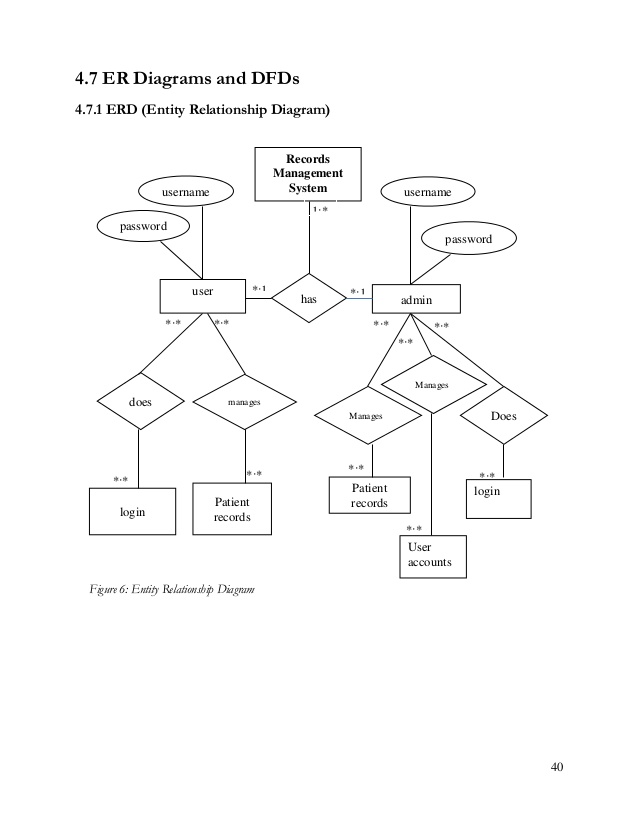 4.7 ER Diagrams and DFDs
4.7.1 ERD (Entity Relationship Diagram)
Records
Management
System
username
username
1.*
password
password
user
*.1
has
*.1
admin
*.*
*.*
*.*
*.*
*.*
does
manages
Manages
Manages
Does
*.*
*.*
*.*
*.*
login
Patient
records
Patient
records
login
*.*
User
accounts
Figure 6: Entity Relationship Diagram
40